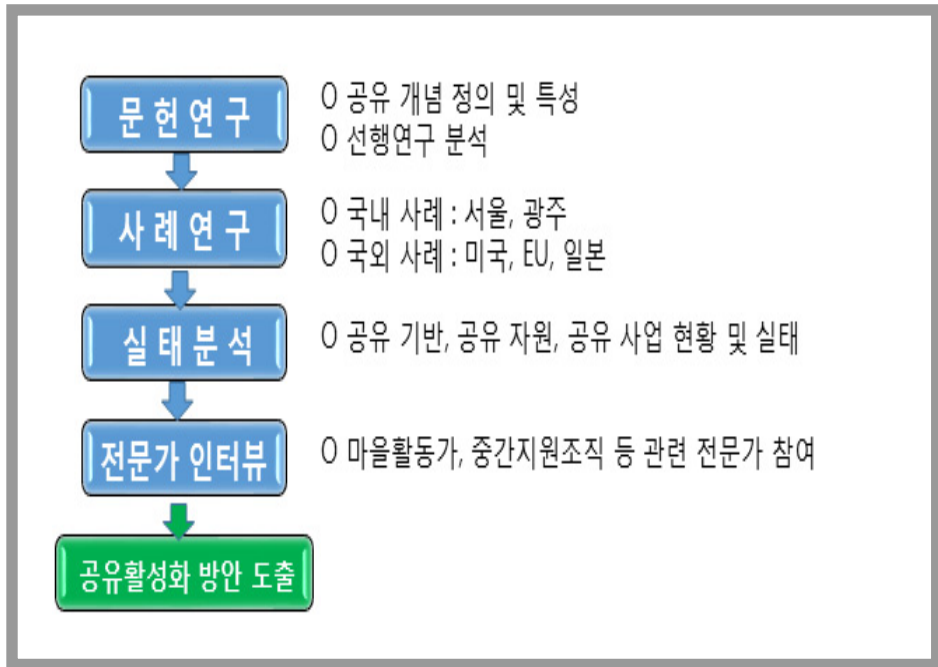 문 헌 연 구
O 공유 개념 정의 및 특성
O 선행연구 분석
사 례 연 구
O 국내 사례 : 서울, 광주
O 국외 사례 : 미국, EU, 일본
실 태 분 석
O 공유 기반, 공유 자원, 공유 사업 현황 및 실태
전문가 인터뷰
O 마을활동가, 중간지원조직 등 관련 전문가 참여
공유활성화 방안 도출